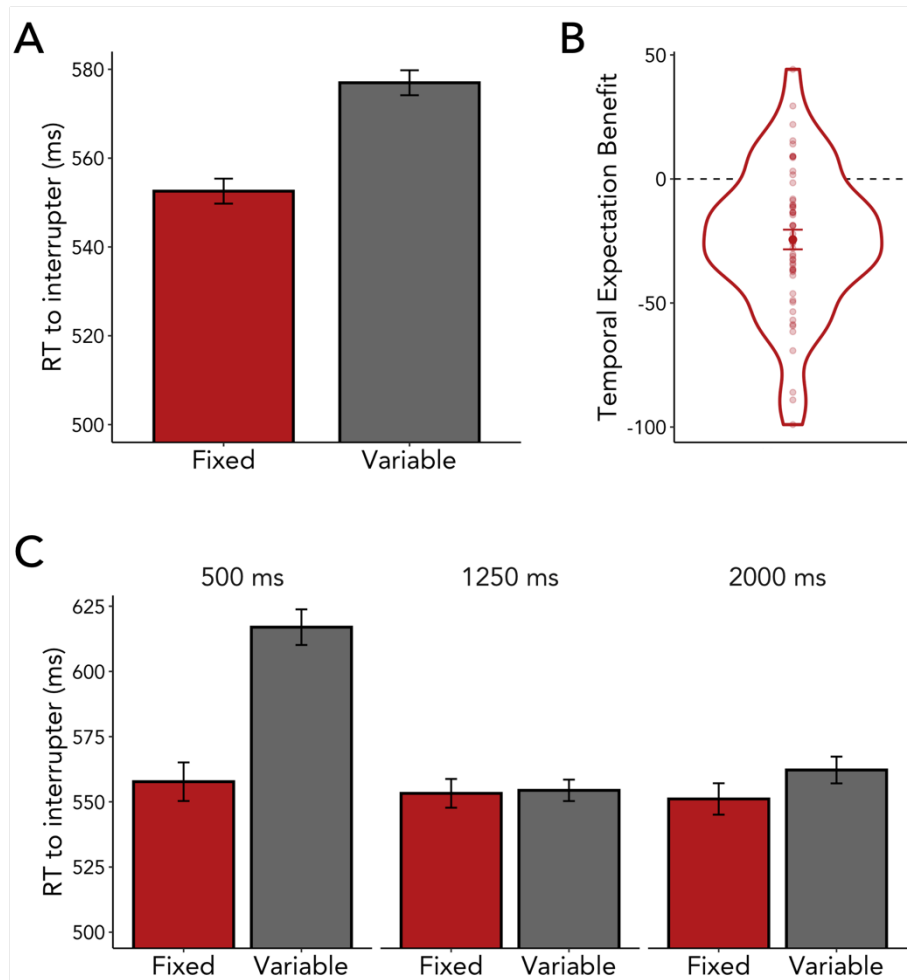 A
RT to interrupter (ms)
580
560
540
520
500
Fixed Variable
B
Temporal Expectation Benefit
50
0
-50
-100
C
500 ms 1250 ms 2000 ms
RT to interrupter (ms)
625
600
575
550
525
500
Fixed Variable Fixed Variable Fixed Variable